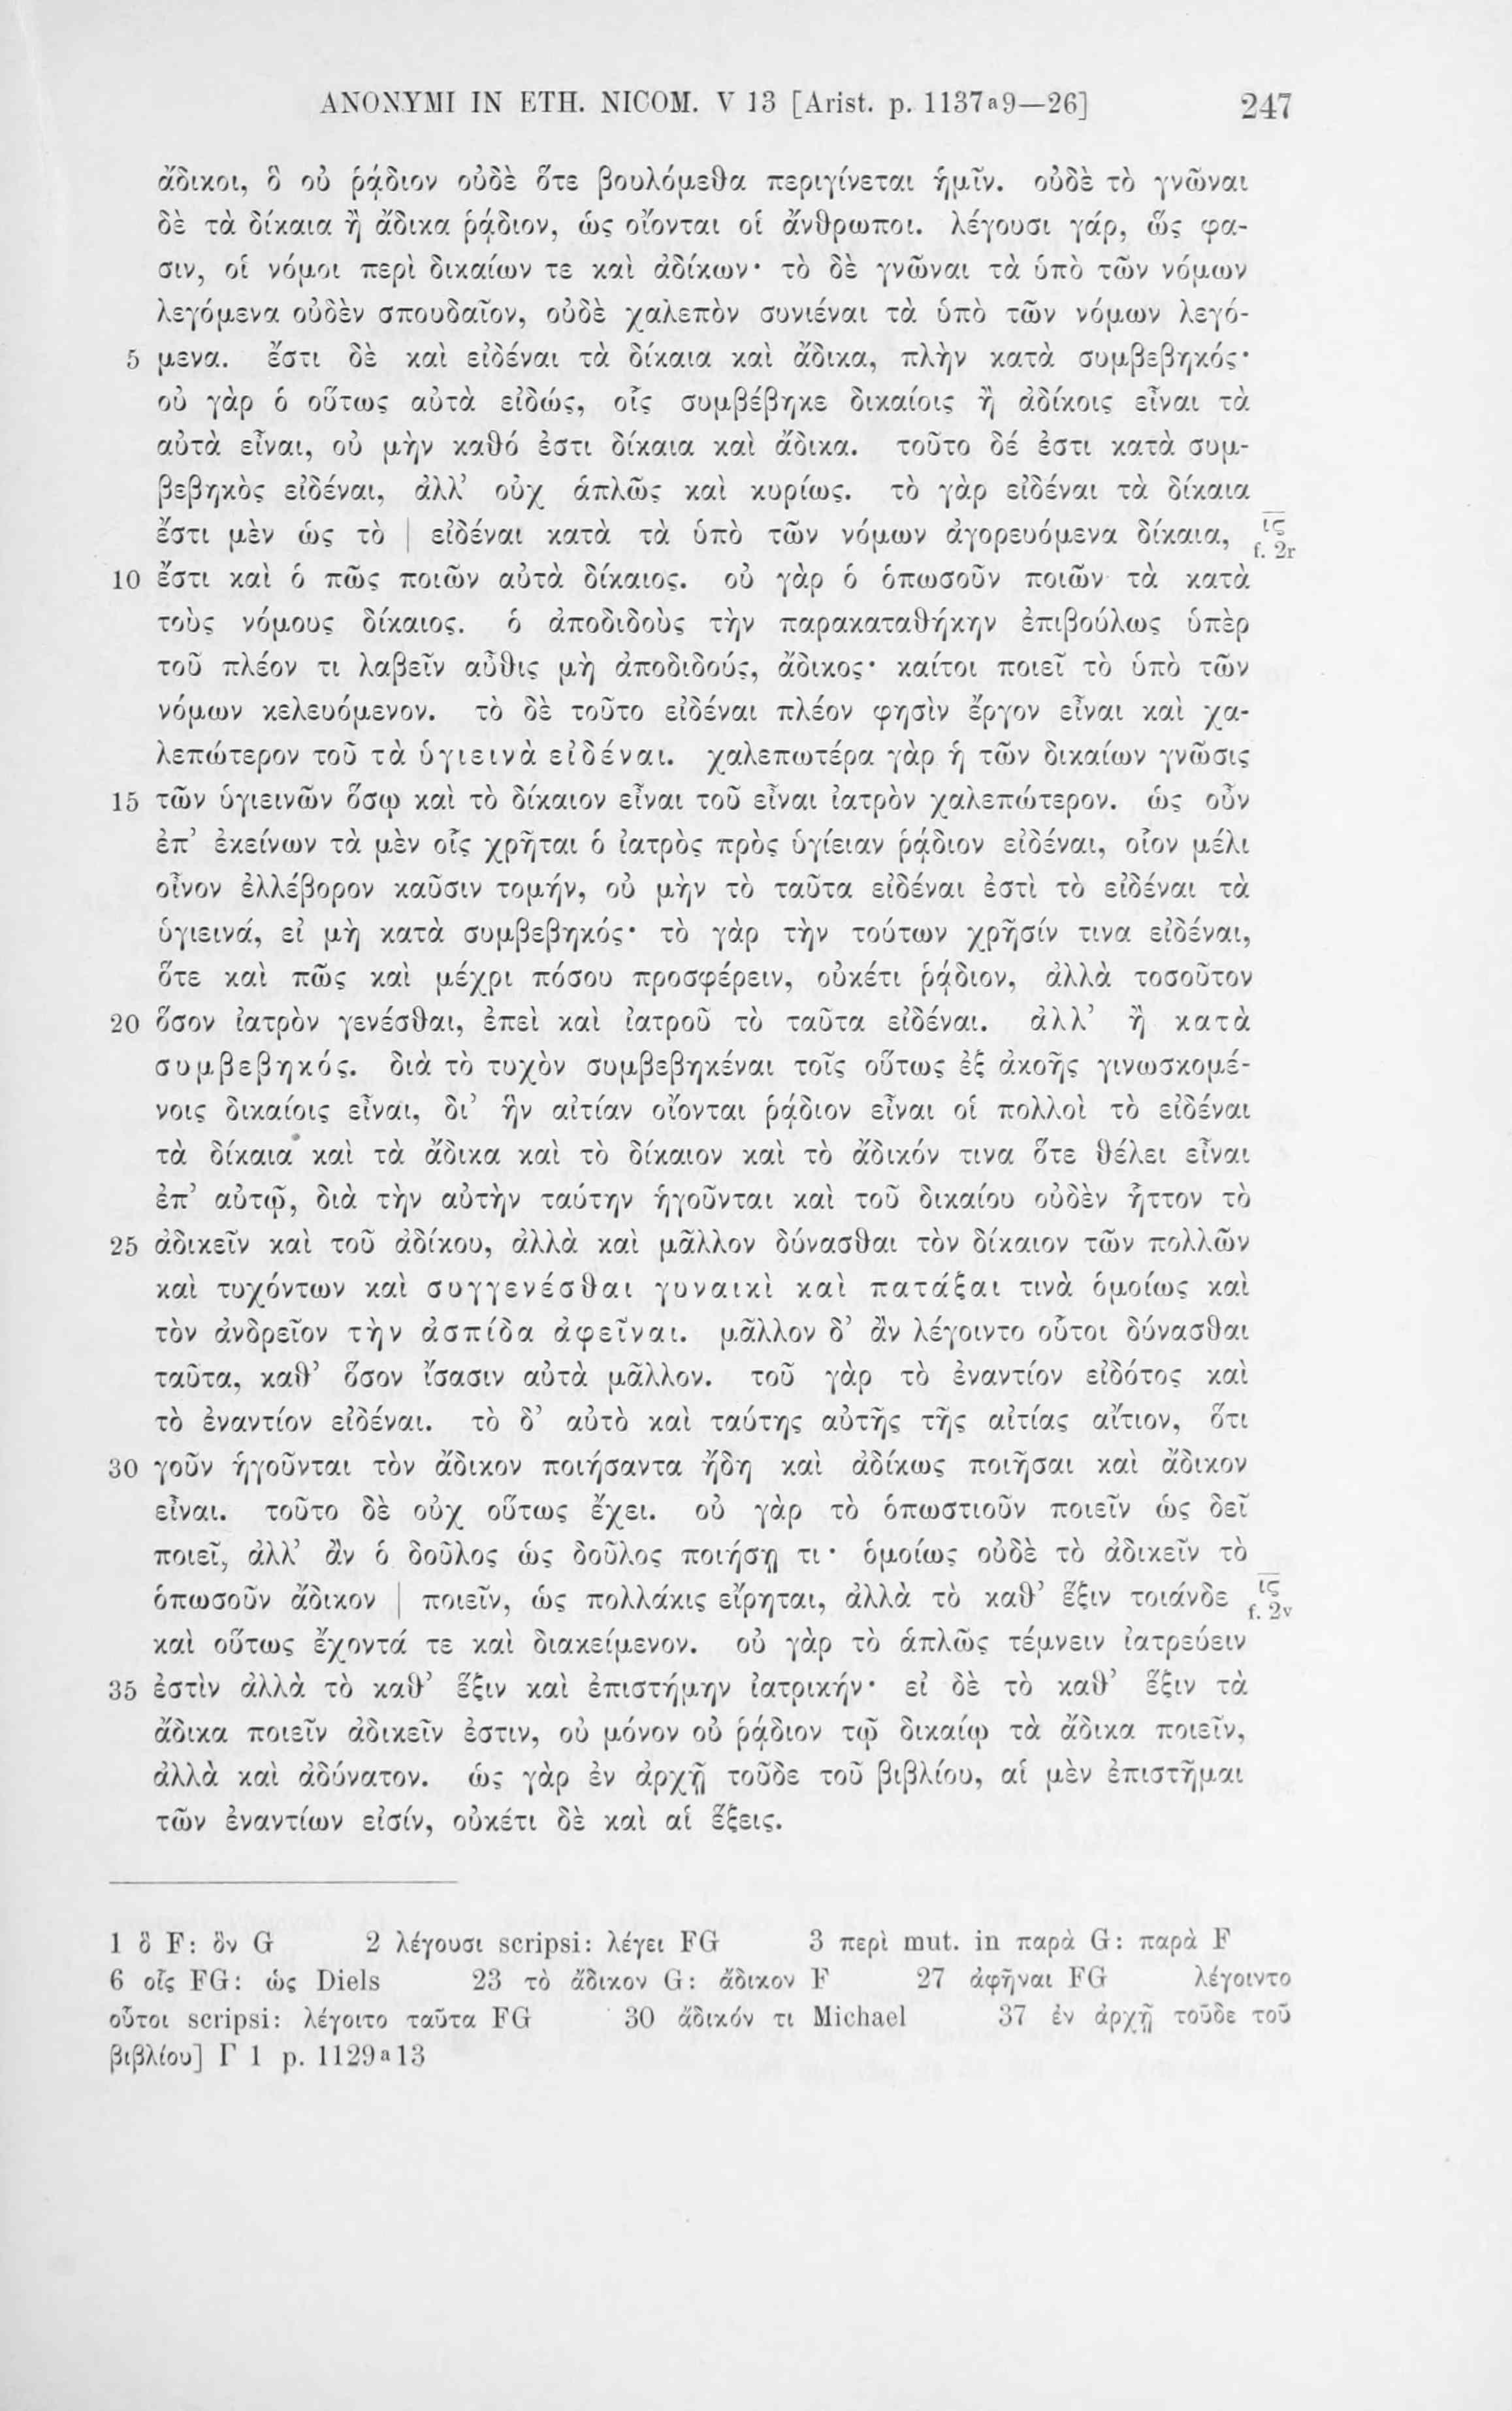 ANONYMI IN ETH. NICOM. V 13 [Arist. p. 1137a9—26] 247
ἄδικοι, ὃ οὐ ῥᾴδιον οὐδὲ ὅτε βουλόμεθα περιγίνεται ἡμῖν. οὐδὲ τὸ γνῶναι
δὲ τὰ δίκαια ἢ ἄδικα ῥᾴδιον, ὡς οἴονται οἱ ἄνθρωποι. λέγουσι γάρ, ὥς φα-
σιν, οἱ νόμοι περὶ δικαίων τε καὶ ἀδίκων· τὸ δὲ γνῶναι τὰ ὑπὸ τῶν νόμων
λεγόμενα οὐδὲν σπουδαῖον, οὐδὲ χαλεπὸν συνιέναι τὰ ὑπὸ τῶν νόμων λεγό-
5 μενα. ἔστι δὲ καὶ εἰδέναι τὰ δίκαια καὶ ἄδικα, πλὴν κατὰ συμβεβηκός·
οὐ γὰρ ὁ οὕτως αὐτὰ εἰδώς, οἷς συμβέβηκε δικαίοις ἢ ἀδίκοις εἶναι τὰ
αὐτὰ εἶναι, οὐ μὴν καθό ἐστι δίκαια καὶ ἄδικα. τοῦτο δέ ἐστι κατὰ συμ-
βεβηκὸς εἰδέναι, ἀλλ’ οὐχ ἁπλῶς καὶ κυρίως. τὸ γὰρ εἰδέναι τὰ δίκαια
ἔστι μὲν ὡς τὸ | εἰδέναι κατὰ τὰ ὑπὸ τῶν νόμων ἀγορευόμενα δίκαια, ις f. 2r
10 ἔστι καὶ ὁ πῶς ποιῶν αὐτὰ δίκαιος. οὐ γὰρ ὁ ὁπωσοῦν ποιῶν τὰ κατὰ
τοὺς νόμους δίκαιος. ὁ ἀποδιδοὺς τὴν παρακαταθήκην ἐπιβούλως ὑπὲρ
τοῦ πλέον τι λαβεῖν αὖθις μὴ ἀποδιδούς, ἄδικος· καίτοι ποιεῖ τὸ ὑπὸ τῶν
νόμων κελευόμενον. τὸ δὲ τοῦτο εἰδέναι πλέον φησὶν ἔργον εἶναι καὶ χα-
λεπώτερον τοῦ τὰ ὑγιεινὰ εἰδέναι. χαλεπωτέρα γὰρ ἡ τῶν δικαίων γνῶσις
15 τῶν ὑγιεινῶν ὅσῳ καὶ τὸ δίκαιον εἶναι τοῦ εἶναι ἰατρὸν χαλεπώτερον. ὡς οὖν
ἐπ’ ἐκείνων τὰ μὲν οἷς χρῆται ὁ ἰατρὸς πρὸς ὑγίειαν ῥᾴδιον εἰδέναι, οἷον μέλι
οἶνον ἐλλέβορον καῦσιν τομήν, οὐ μὴν τὸ ταῦτα εἰδέναι ἐστὶ τὸ εἰδέναι τὰ
ὑγιεινά, εἰ μὴ κατὰ συμβεβηκός· τὸ γὰρ τὴν τούτων χρῆσίν τινα εἰδέναι,
ὅτε καὶ πῶς καὶ μέχρι πόσου προσφέρειν, οὐκέτι ῥᾴδιον, ἀλλὰ τοσοῦτον
20 ὅσον ἰατρὸν γενέσθαι, ἐπεὶ καὶ ἰατροῦ τὸ ταῦτα εἰδέναι. ἀλλ’ ἢ κατὰ
συμβεβηκός. διὰ τὸ τυχὸν συμβεβηκέναι τοῖς οὕτως ἐξ ἀκοῆς γινωσκομέ-
νοις δικαίοις εἶναι, δι’ ἣν αἰτίαν οἴονται ῥᾴδιον εἶναι οἱ πολλοὶ τὸ εἰδέναι
τὰ δίκαια καὶ τὰ ἄδικα καὶ τὸ δίκαιον καὶ τὸ ἄδικόν τινα ὅτε θέλει εἶναι
ἐπ’ αὐτῷ, διὰ τὴν αὐτὴν ταύτην ἡγοῦνται καὶ τοῦ δικαίου οὐδὲν ἧττον τὸ
25 ἀδικεῖν καὶ τοῦ ἀδίκου, ἀλλὰ καὶ μᾶλλον δύνασθαι τὸν δίκαιον τῶν πολλῶν
καὶ τυχόντων καὶ συγγενέσθαι γυναικὶ καὶ πατάξαι τινὰ ὁμοίως καὶ
τὸν ἀνδρεῖον τὴν ἀσπίδα ἀφεῖναι. μᾶλλον δ’ ἂν λέγοιντο οὗτοι δύνασθαι
ταῦτα, καθ’ ὅσον ἴσασιν αὐτὰ μᾶλλον. τοῦ γὰρ τὸ ἐναντίον εἰδότος καὶ
τὸ ἐναντίον εἰδέναι. τὸ δ’ αὐτὸ καὶ ταύτης αὐτῆς τῆς αἰτίας αἴτιον, ὅτι
30 γοῦν ἡγοῦνται τὸν ἄδικον ποιήσαντα ἤδη καὶ ἀδίκως ποιῆσαι καὶ ἄδικον
εἶναι. τοῦτο δὲ οὐχ οὕτως ἔχει. οὐ γὰρ τὸ ὁπωστιοῦν ποιεῖν ὡς δεῖ
ποιεῖ, ἀλλ’ ἂν ὁ δοῦλος ὡς δοῦλος ποιήσῃ τι· ὁμοίως οὐδὲ τὸ ἀδικεῖν τὸ
ὁπωσοῦν ἄδικον | ποιεῖν, ὡς πολλάκις εἴρηται, ἀλλὰ τὸ καθ’ ἕξιν τοιάνδε ις f. 2v
καὶ οὕτως ἔχοντά τε καὶ διακείμενον. οὐ γὰρ τὸ ἁπλῶς τέμνειν ἰατρεύειν
35 ἐστὶν ἀλλὰ τὸ καθ’ ἕξιν καὶ ἐπιστήμην ἰατρικήν· εἰ δὲ τὸ καθ’ ἕξιν τὰ
ἄδικα ποιεῖν ἀδικεῖν ἐστιν, οὐ μόνον οὐ ῥᾴδιον τῷ δικαίῳ τὰ ἄδικα ποιεῖν,
ἀλλὰ καὶ ἀδύνατον. ὡς γὰρ ἐν ἀρχῇ τοῦδε τοῦ βιβλίου, αἱ μὲν ἐπιστῆμαι
τῶν ἐναντίων εἰσίν, οὐκέτι δὲ καὶ αἱ ἕξεις.
1 ὃ F: ὃν G 2 λέγουσι scripsi: λέγει FG 3 περὶ mut. in παρὰ G: παρὰ F
6 οἷς FG: ὡς Diels 23 τὸ ἄδικον G: ἄδικον F 27 ἀφῆναι FG λέγοιντο
οὗτοι scripsi: λέγοιτο ταῦτα FG 30 ἄδικόν τι Michael 37 ἐν ἀρχῇ τοῦδε τοῦ
βιβλίου] Γ 1 p. 1129a13